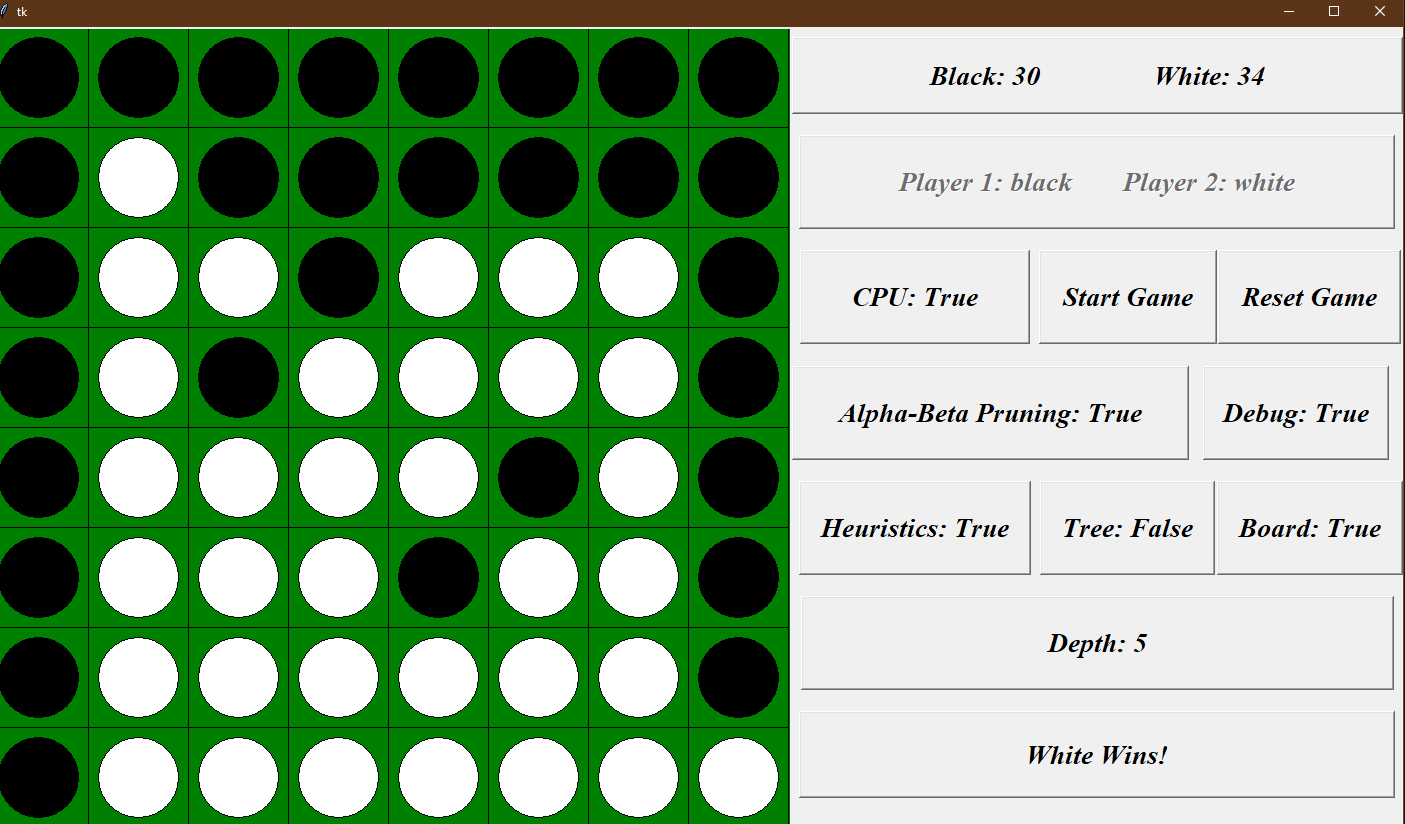 tk
Black: 30 White: 34
Player 1: black Player 2: white
CPU: True Start Game Reset Game
Alpha-Beta Pruning: True Debug: True
Heuristics: True Tree: False Board: True
Depth: 5
White Wins!